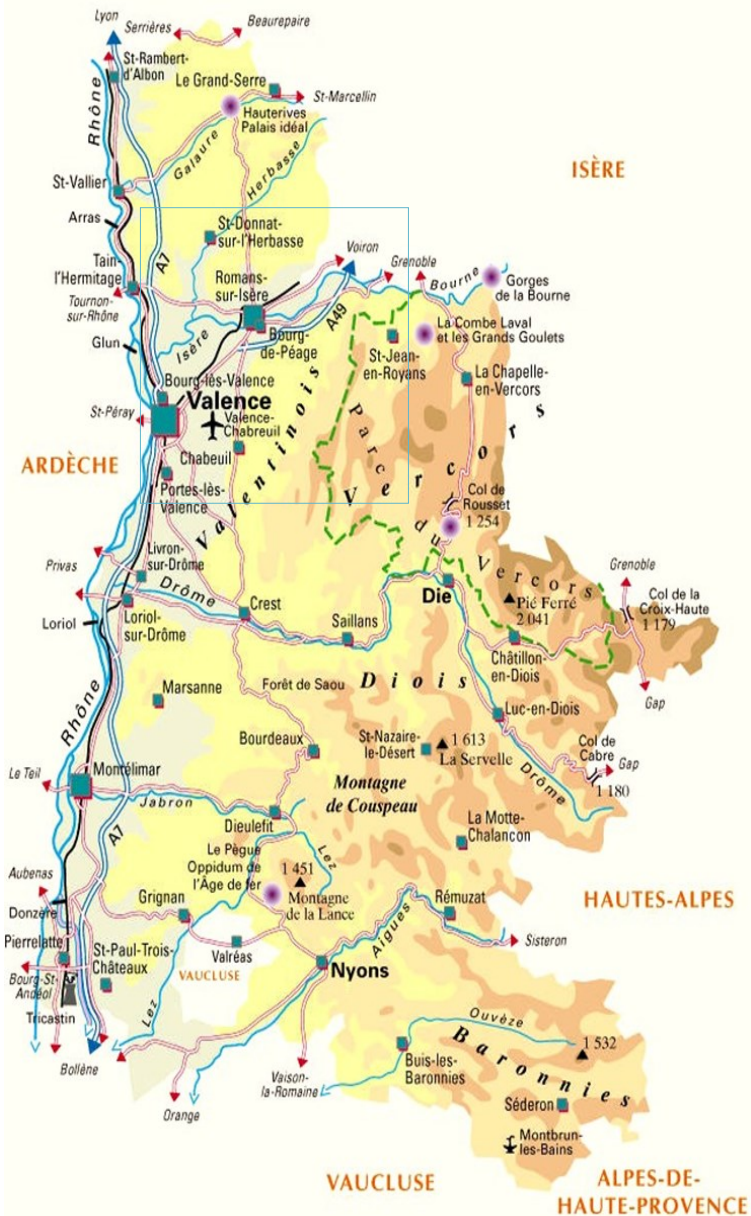 Lyon
Serrières
Beaurepaire
St-Rambert-
d'Albon
Le Grand-Serre
St-Marcellin
Hauterives
Palais idéal
Rhône
Galaure
Herbasse
ISÈRE
St-Vallier
Arras
St-Donnat-
sur-l'Herbasse
A7
Voiron
Grenoble
Bourne
Gorges
de la Bourne
Tain-
l'Hermitage
Tournon-
sur-Rhône
Romans-
sur-Isère
A49
Isère
Bourg-
de-Péage
La Combe Laval
et les Grands Goulets
St-Jean-
en-Royans
Glun
La Chapelle-
en-Vercors
Bourg-lès-Valence
Valence
St-Péray
Valence-
Chabreuil
Chabeuil
Valentinois
Parc du Vercors
Vercors
ARDÈCHE
Portes-lès-
Valence
Col de
Rousset
1 254
Livron-
sur-Drôme
Privas
Drôme
Die
Pié Ferré
2 041
Grenoble
Col de la
Croix-Haute
1 179
Crest
Saillans
Loriol
Loriol-
sur-Drôme
Châtillon-
en-Diois
Gap
Forêt de Saou
Diois
Marsanne
Luc-en-Diois
Rhône
Bourdeaux
St-Nazaire-
le-Désert
1 613
La Servelle
Col de
Cabre
Gap
1 180
Le Teil
Montélimar
Montagne
de Couspeau
Drôme
Jabron
Dieulefit
La Motte-
Chalancon
A7
Le Pègue
Oppidum de
l'Âge de fer
Lez
1 451
Montagne
de la Lance
Aubenas
Donzère
Grignan
Rémuzat
HAUTES-ALPES
Aigues
Sisteron
Pierrelatte
St-Paul-Trois-
Châteaux
Valréas
VAUCLUSE
Nyons
Bourg-St-
Andéol
Tricastin
Lez
Ouvèze
Bollène
Buis-les-
Baronnies
Baronnies
1 532
Vaison-
la-Romaine
Orange
Séderon
Montbrun-
les-Bains
VAUCLUSE
ALPES-DE-
HAUTE-PROVENCE